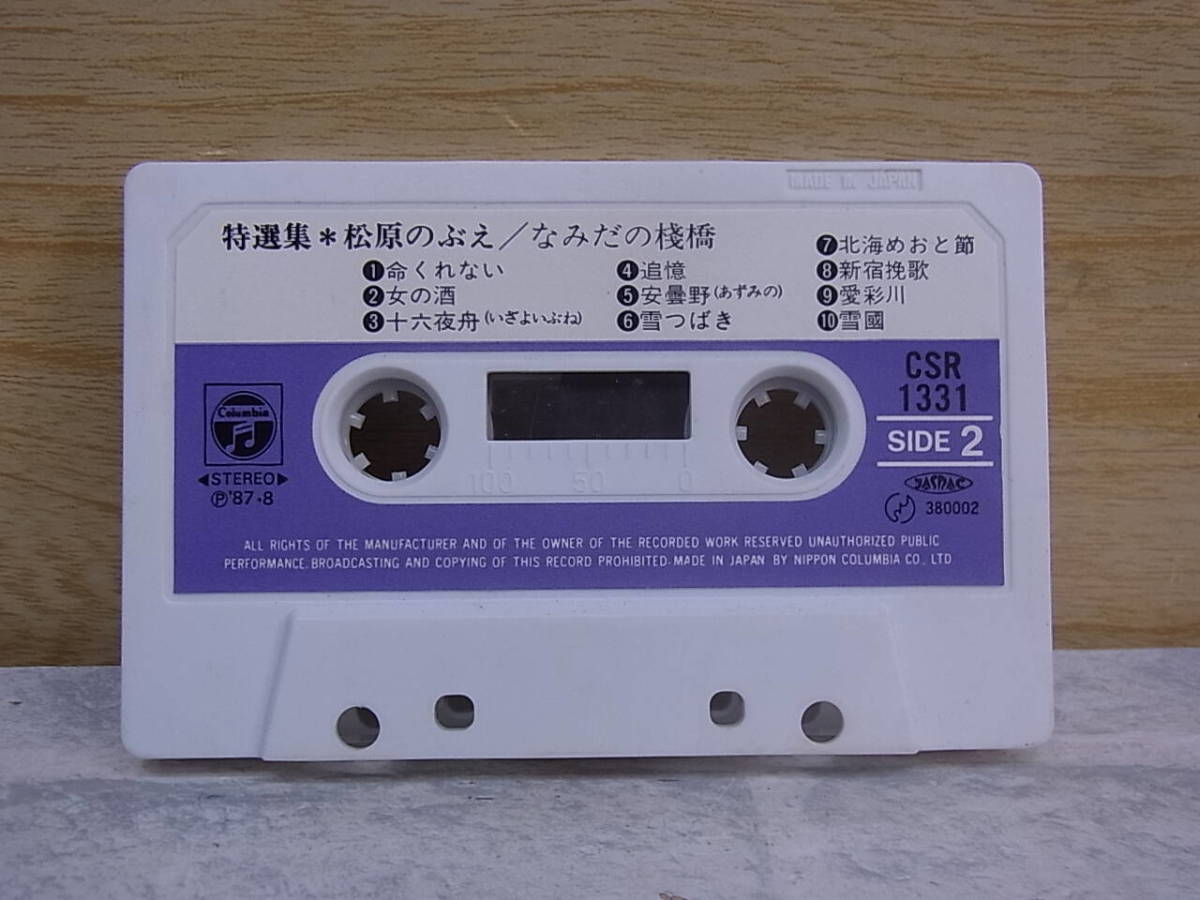 MADE IN JAPAN
特選集*松原のぶえ/なみだの棧橋
❶命くれない
❷女の酒
❸十六夜舟(いざよいぶね)
❹追憶
❺安曇野(あずみの)
❻雪つばき
❼北海めおと節
❽新宿挽歌
❾愛彩川
❿雪國
Columbia
◀STEREO▶
Ⓟ'87・8
100 50 0
CSR
1331
SIDE 2
JASRAC
380002
ALL RIGHTS OF THE MANUFACTURER AND OF THE OWNER OF THE RECORDED WORK RESERVED UNAUTHORIZED PUBLIC
PERFORMANCE. BROADCASTING AND COPYING OF THIS RECORD PROHIBITED・MADE IN JAPAN BY NIPPON COLUMBIA CO., LTD